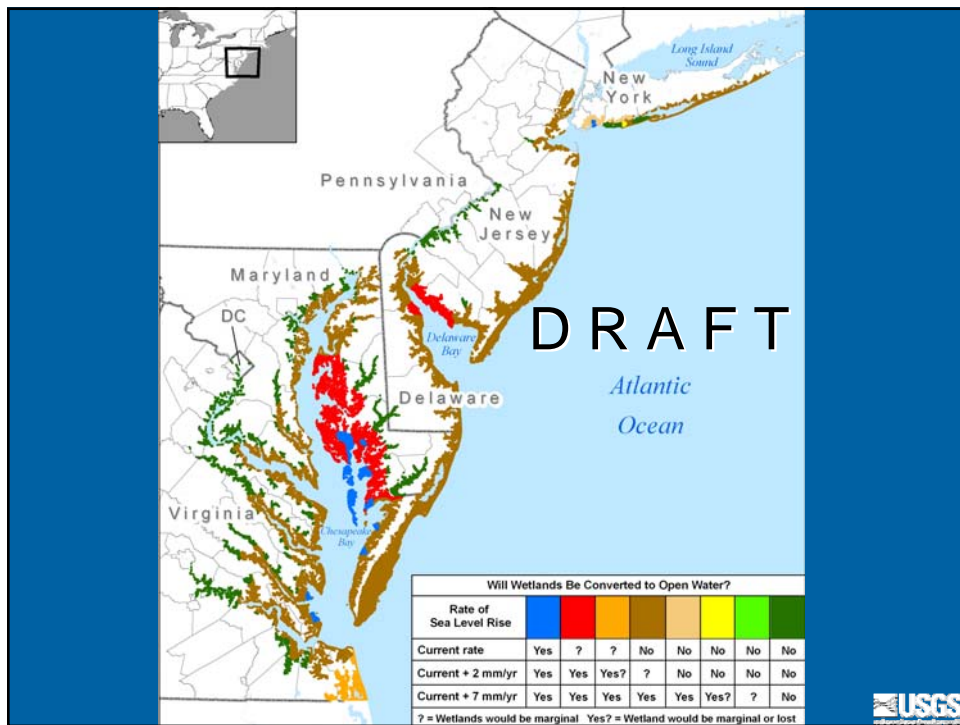 Long Island
Sound
New
York
Pennsylvania
New
Jersey
Maryland
DC
DRAFT
Delaware
Bay
Delaware
Atlantic
Ocean
Virginia
Chesapeake
Bay
Will Wetlands Be Converted to Open Water?
Rate of
Sea Level Rise
Current rate Yes ? ? No No No No No
Current + 2 mm/yr Yes Yes Yes? ? No No No No
Current + 7 mm/yr Yes Yes Yes Yes Yes Yes? ? No
? = Wetlands would be marginal Yes? = Wetland would be marginal or lost
USGS